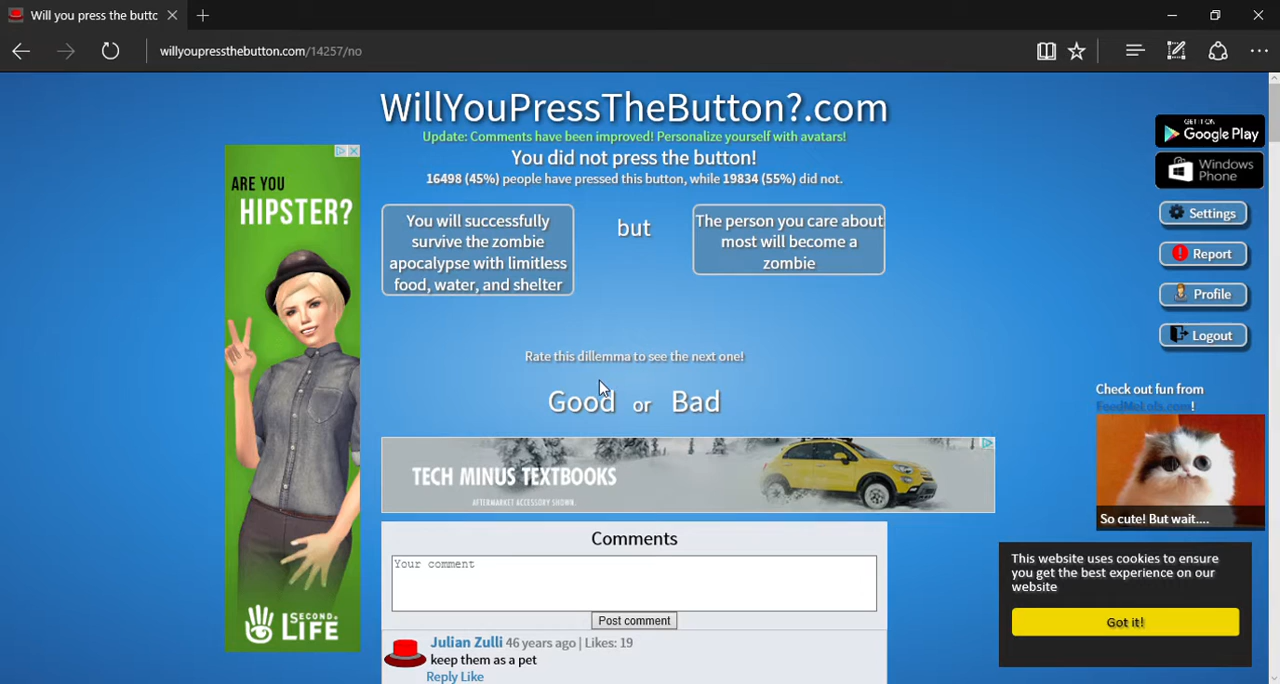 Will you press the buttc
willyoupressthebutton.com/14257/no
WillYouPressTheButton?.com
Update: Comments have been improved! Personalize yourself with avatars!
You did not press the button!
16498 (45%) people have pressed this button, while 19834 (55%) did not.
You will successfully
survive the zombie
apocalypse with limitless
food, water, and shelter
but
The person you care about
most will become a
zombie
Rate this dillemma to see the next one!
Good or Bad
ARE YOU
HIPSTER?
SECOND
LIFE
TECH MINUS TEXTBOOKS
AFTERMARKET ACCESSORY SHOWN.
Comments
Your comment
Post comment
Julian Zulli 46 years ago | Likes: 19
keep them as a pet
Reply Like
GET IT ON
Google Play
Windows
Phone
Settings
Report
Profile
Logout
Check out fun from
FeedMeLols.com!
So cute! But wait....
This website uses cookies to ensure
you get the best experience on our
website
Got it!